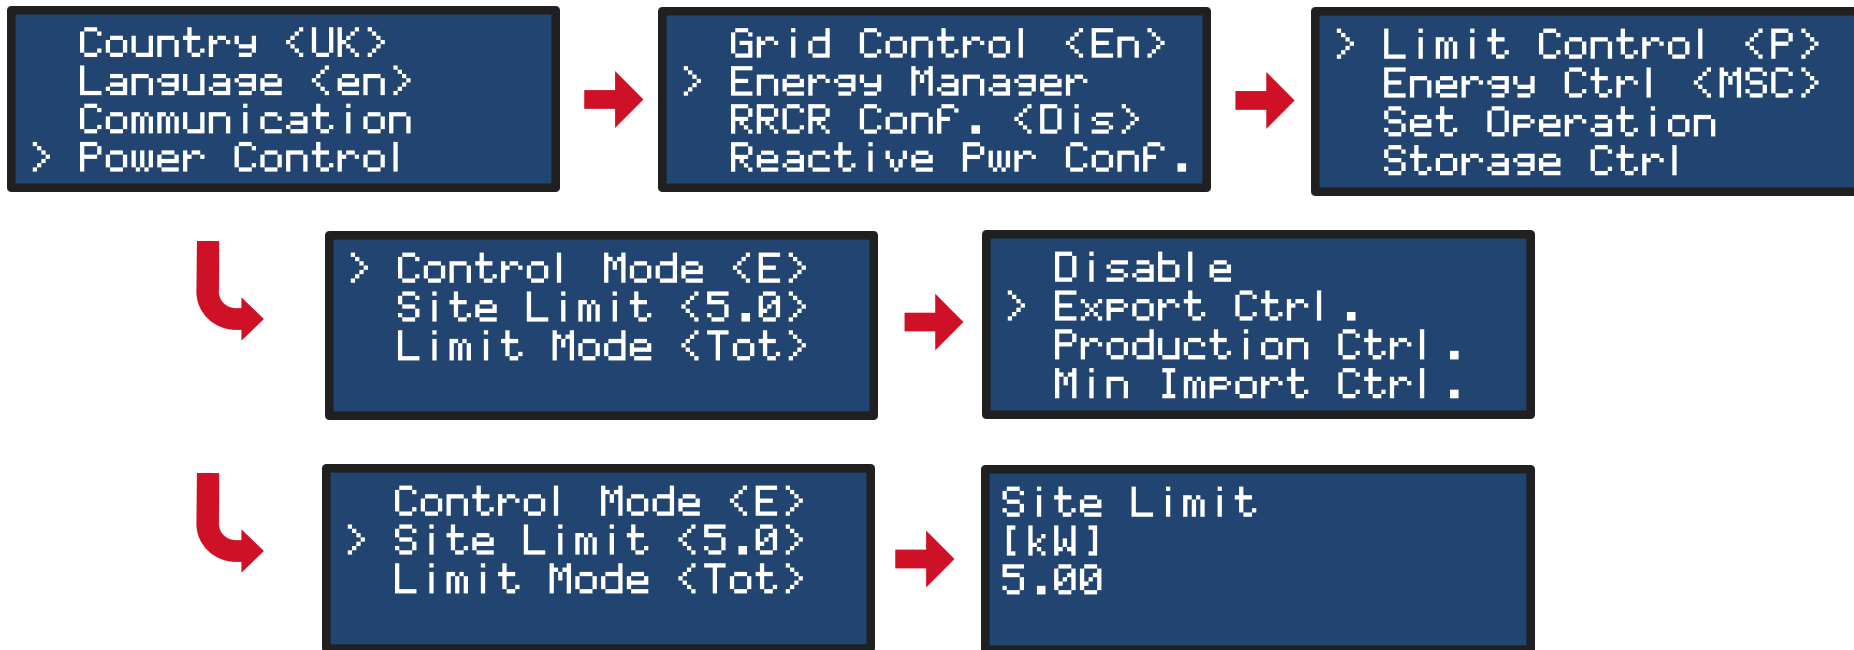 Country <UK>
Language <en>
Communication
> Power Control
Grid Control <En>
> Energy Manager
RRCR Conf. <Dis>
Reactive Pwr Conf.
> Limit Control <P>
Energy Ctrl <MSC>
Set Operation
Storage Ctrl
> Control Mode <E>
Site Limit <5.0>
Limit Mode <Tot>
Disable
> Export Ctrl.
Production Ctrl.
Min Import Ctrl.
Control Mode <E>
> Site Limit <5.0>
Limit Mode <Tot>
Site Limit
[kW]
5.00